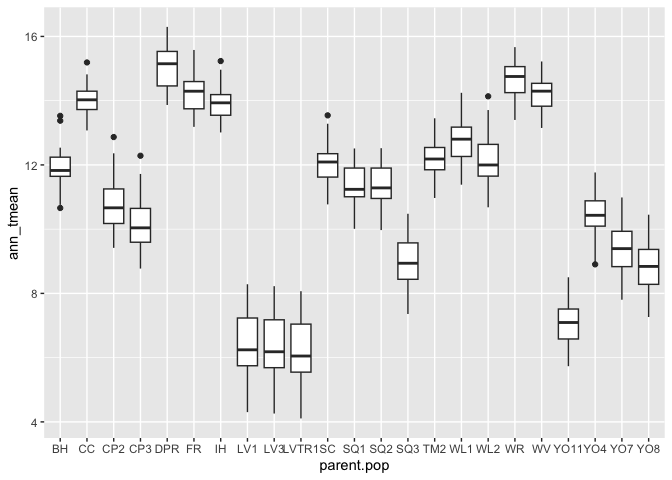 16
12
8
4
ann_tmean
BH CC CP2 CP3 DPR FR IH LV1 LV3 LVTR1 SC SQ1 SQ2 SQ3 TM2 WL1 WL2 WR WV YO11 YO4 YO7 YO8
parent.pop